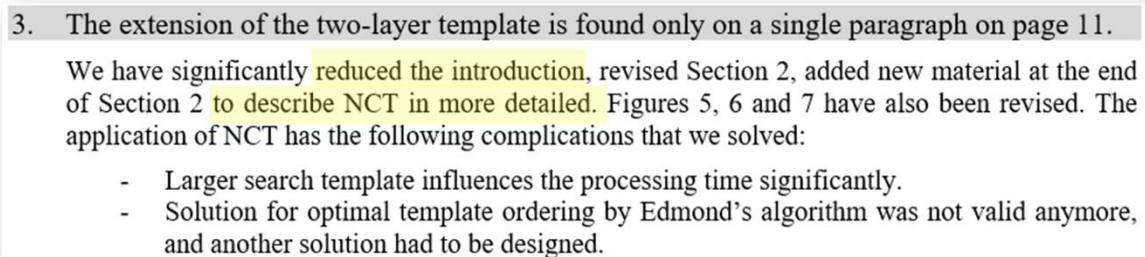 3. The extension of the two-layer template is found only on a single paragraph on page 11.
We have significantly reduced the introduction, revised Section 2, added new material at the end
of Section 2 to describe NCT in more detailed. Figures 5, 6 and 7 have also been revised. The
application of NCT has the following complications that we solved:
- Larger search template influences the processing time significantly.
- Solution for optimal template ordering by Edmond’s algorithm was not valid anymore,
and another solution had to be designed.